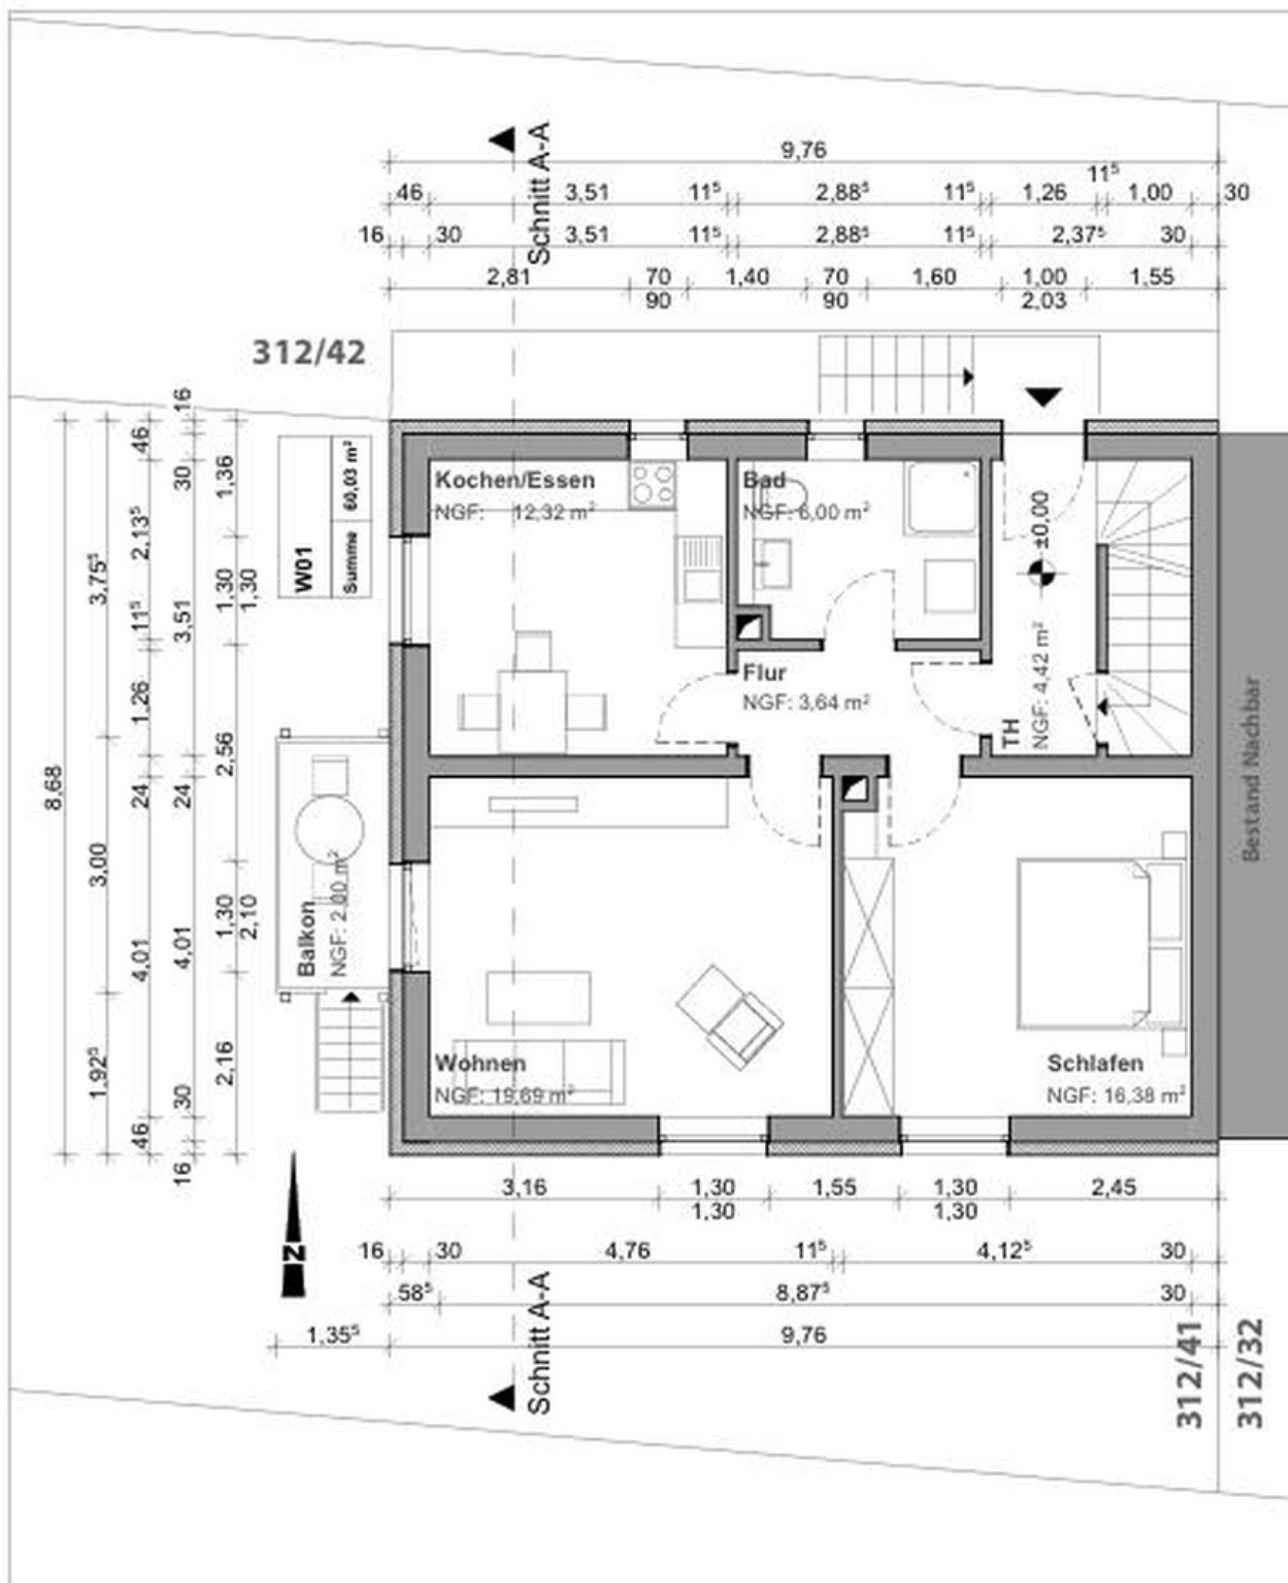 Schnitt A-A
9,76
46 3,51 11⁵ 2,88⁵ 11⁵ 1,26 11⁵ 1,00 30
16 30 3,51 11⁵ 2,88⁵ 11⁵ 2,37⁵ 30
2,81 70 1,40 70 1,60 1,00 1,55
90 90 2,03
312/42
8,68
3,75⁵ 3,00 1,92⁵
46 2,13⁵ 11⁵ 1,26 24 4,01 46
16 30 3,51 24 4,01 30 16
1,36 1,30 2,56 1,30 2,16
1,30 2,10
W01
Summe 60,03 m²
Kochen/Essen
NGF: 12,32 m²
Bad
NGF: 6,00 m²
±0,00
Flur
NGF: 3,64 m²
TH
NGF: 4,42 m²
Bestand Nachbar
Balkon
NGF: 2,00 m²
Wohnen
NGF: 19,69 m²
Schlafen
NGF: 16,38 m²
N
3,16 1,30 1,55 1,30 2,45
1,30 1,30
16 30 4,76 11⁵ 4,12⁵ 30
58⁵ 8,87⁵ 30
1,35⁵ 9,76
Schnitt A-A
312/41
312/32